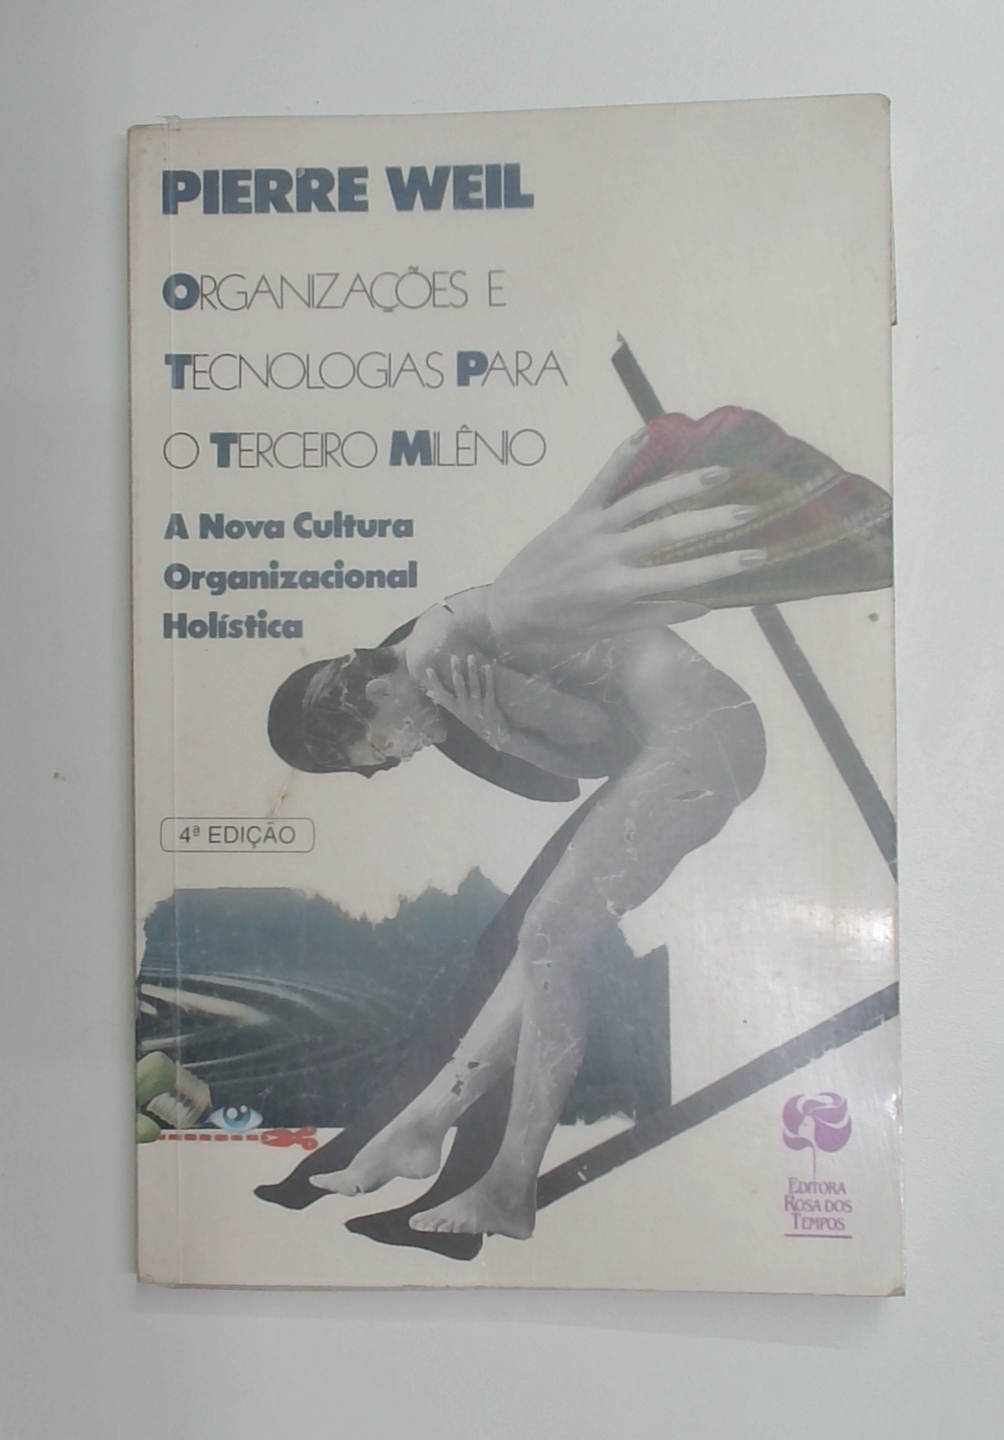 PIERRE WEIL
ORGANIZAÇÕES E
TECNOLOGIAS PARA
O TERCEIRO MILÊNIO
A Nova Cultura
Organizacional
Holística
4ª EDIÇÃO
EDITORA
ROSA DOS
TEMPOS